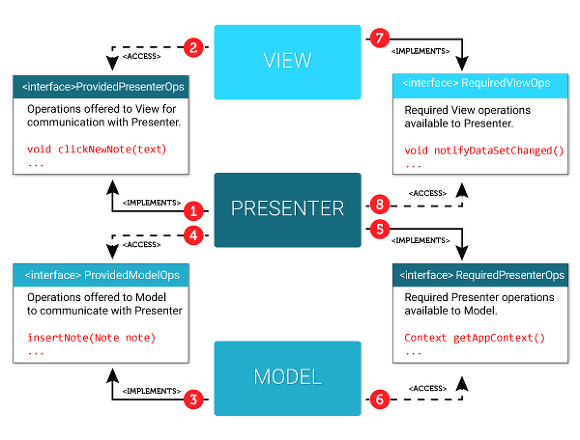 2
VIEW
7
<ACCESS>
<IMPLEMENTS>
<interface>ProvidedPresenterOps
Operations offered to View for
communication with Presenter.
void clickNewNote(text)
...
<interface> RequiredViewOps
Required View operations
available to Presenter.
void notifyDataSetChanged()
...
<IMPLEMENTS>
1
4
<ACCESS>
PRESENTER
8
5
<ACCESS>
<IMPLEMENTS>
<interface> ProvidedModelOps
Operations offered to Model
to communicate with Presenter
insertNote(Note note)
...
<interface> RequiredPresenterOps
Required Presenter operations
available to Model.
Context getAppContext()
...
<IMPLEMENTS>
3
MODEL
6
<ACCESS>